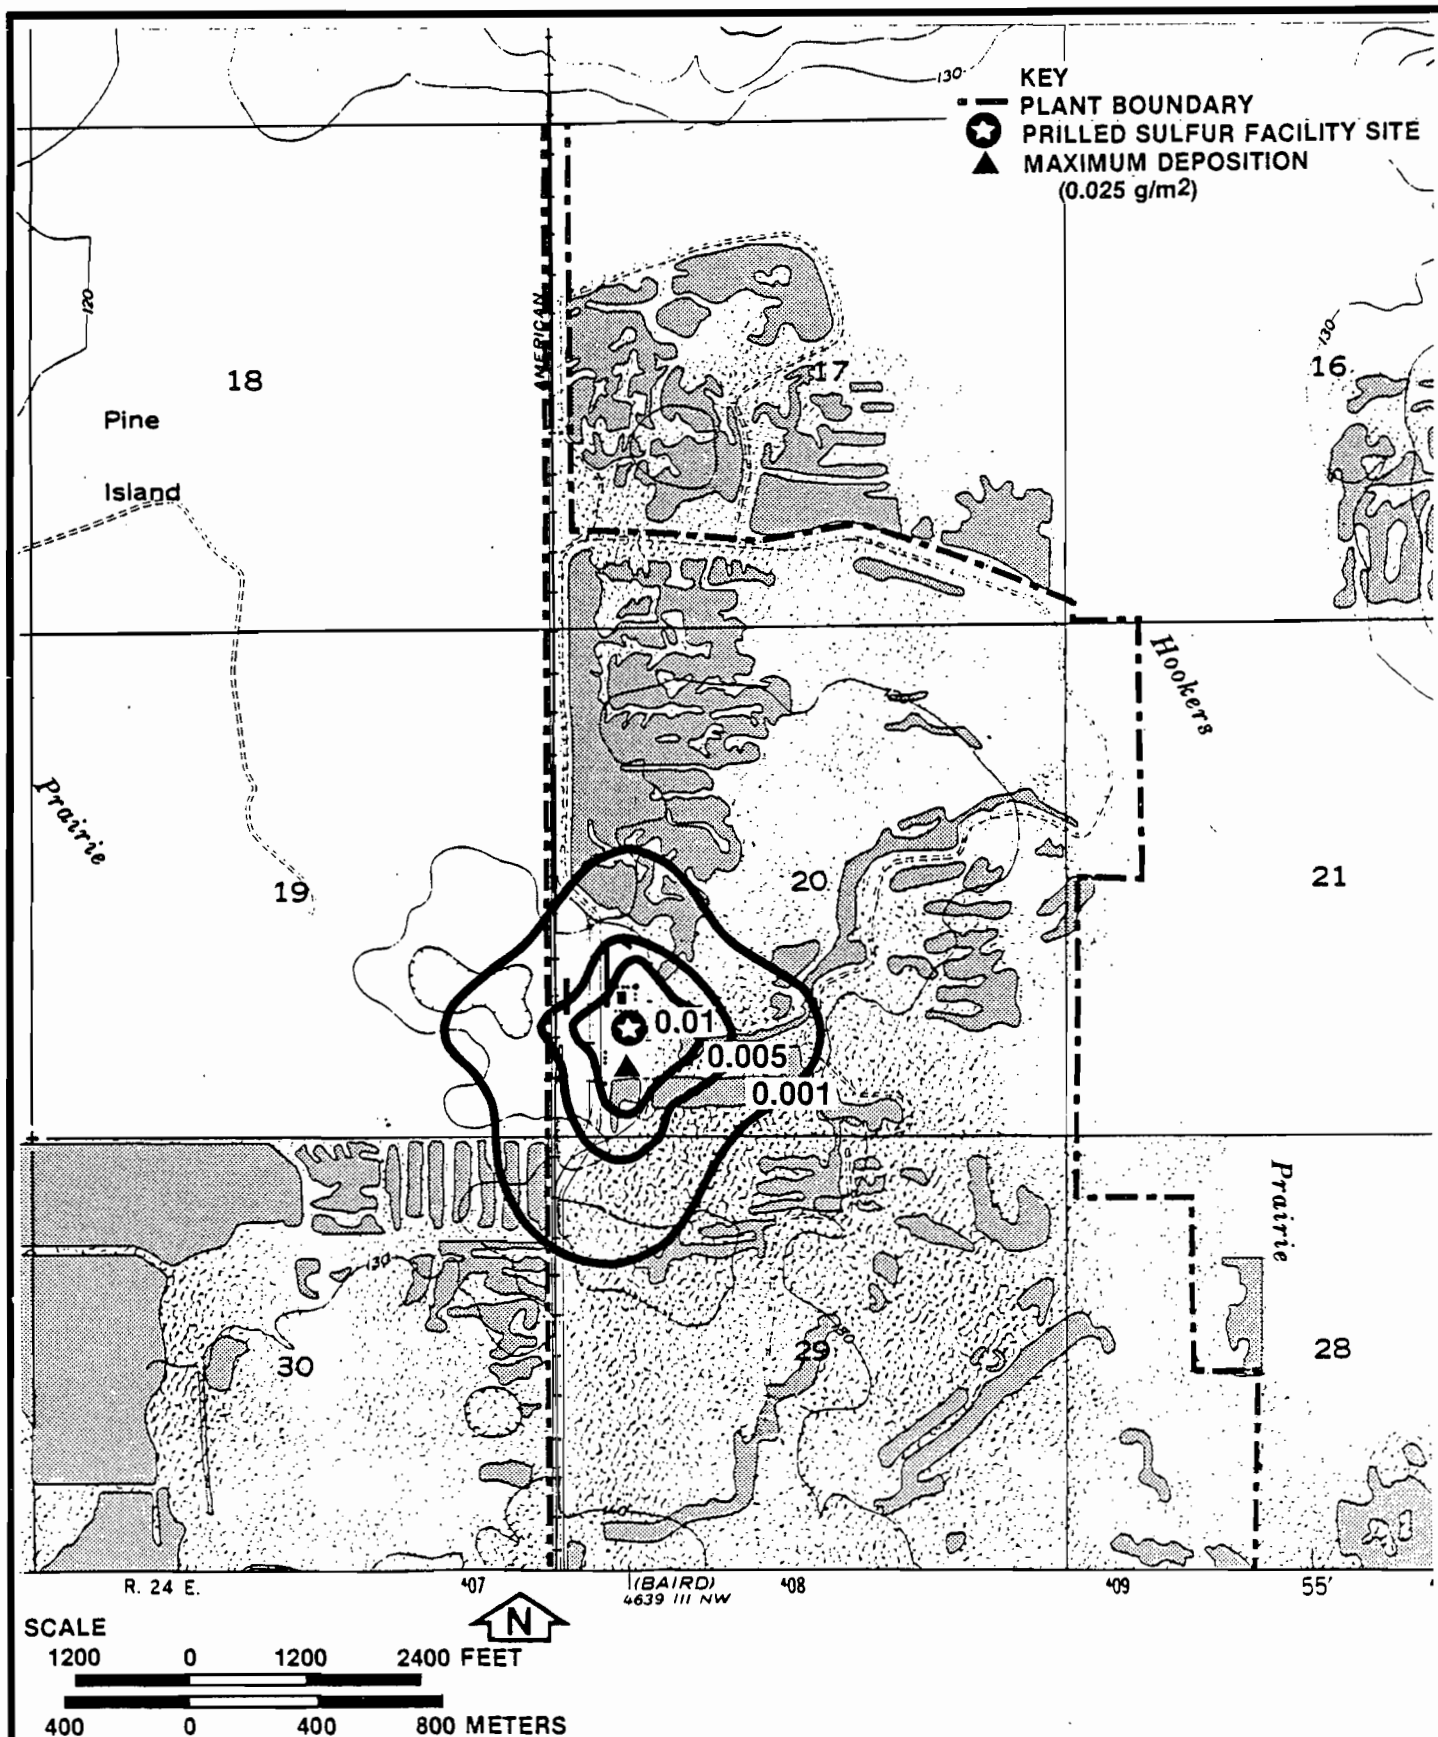 130
KEY
PLANT BOUNDARY
PRILLED SULFUR FACILITY SITE
MAXIMUM DEPOSITION
(0.025 g/m2)
120
AMERICAN
130
18
17
16
Pine
Island
Hookers
Prairie
19
20
21
0.01
0.005
0.001
Prairie
130
30
29
28
R. 24 E.
407
(BAIRD)
4639 III NW
408
409
55'
N
SCALE
1200 0 1200 2400 FEET
400 0 400 800 METERS